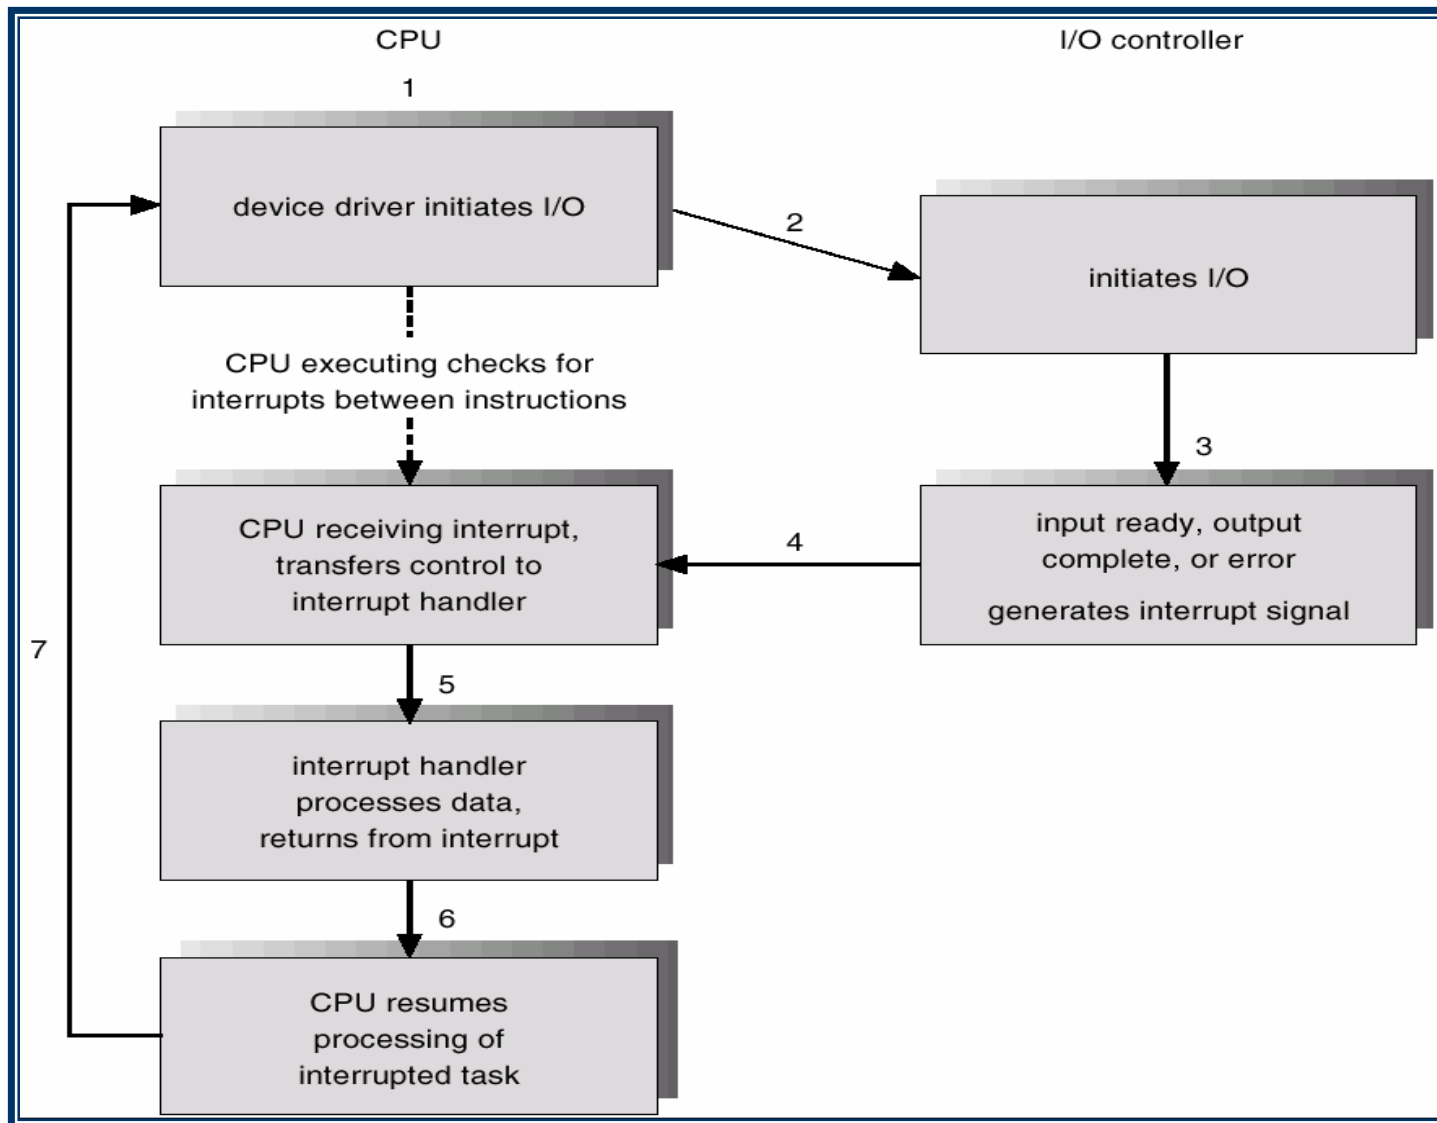 CPU
I/O controller
1
device driver initiates I/O
2
initiates I/O
CPU executing checks for
interrupts between instructions
3
CPU receiving interrupt,
transfers control to
interrupt handler
4
input ready, output
complete, or error
generates interrupt signal
7
5
interrupt handler
processes data,
returns from interrupt
6
CPU resumes
processing of
interrupted task